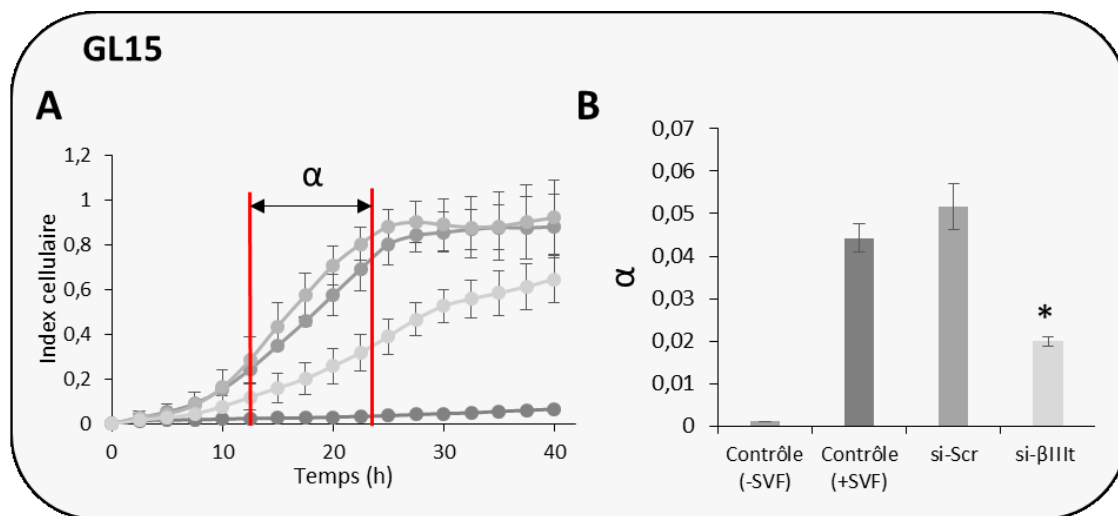 GL15
A
B
α
Index cellulaire
1,2
1
0,8
0,6
0,4
0,2
0
0
10
20
30
40
Temps (h)
α
0,07
0,06
0,05
0,04
0,03
0,02
0,01
0
*
Contrôle
(-SVF)
Contrôle
(+SVF)
si-Scr
si-βIIIt